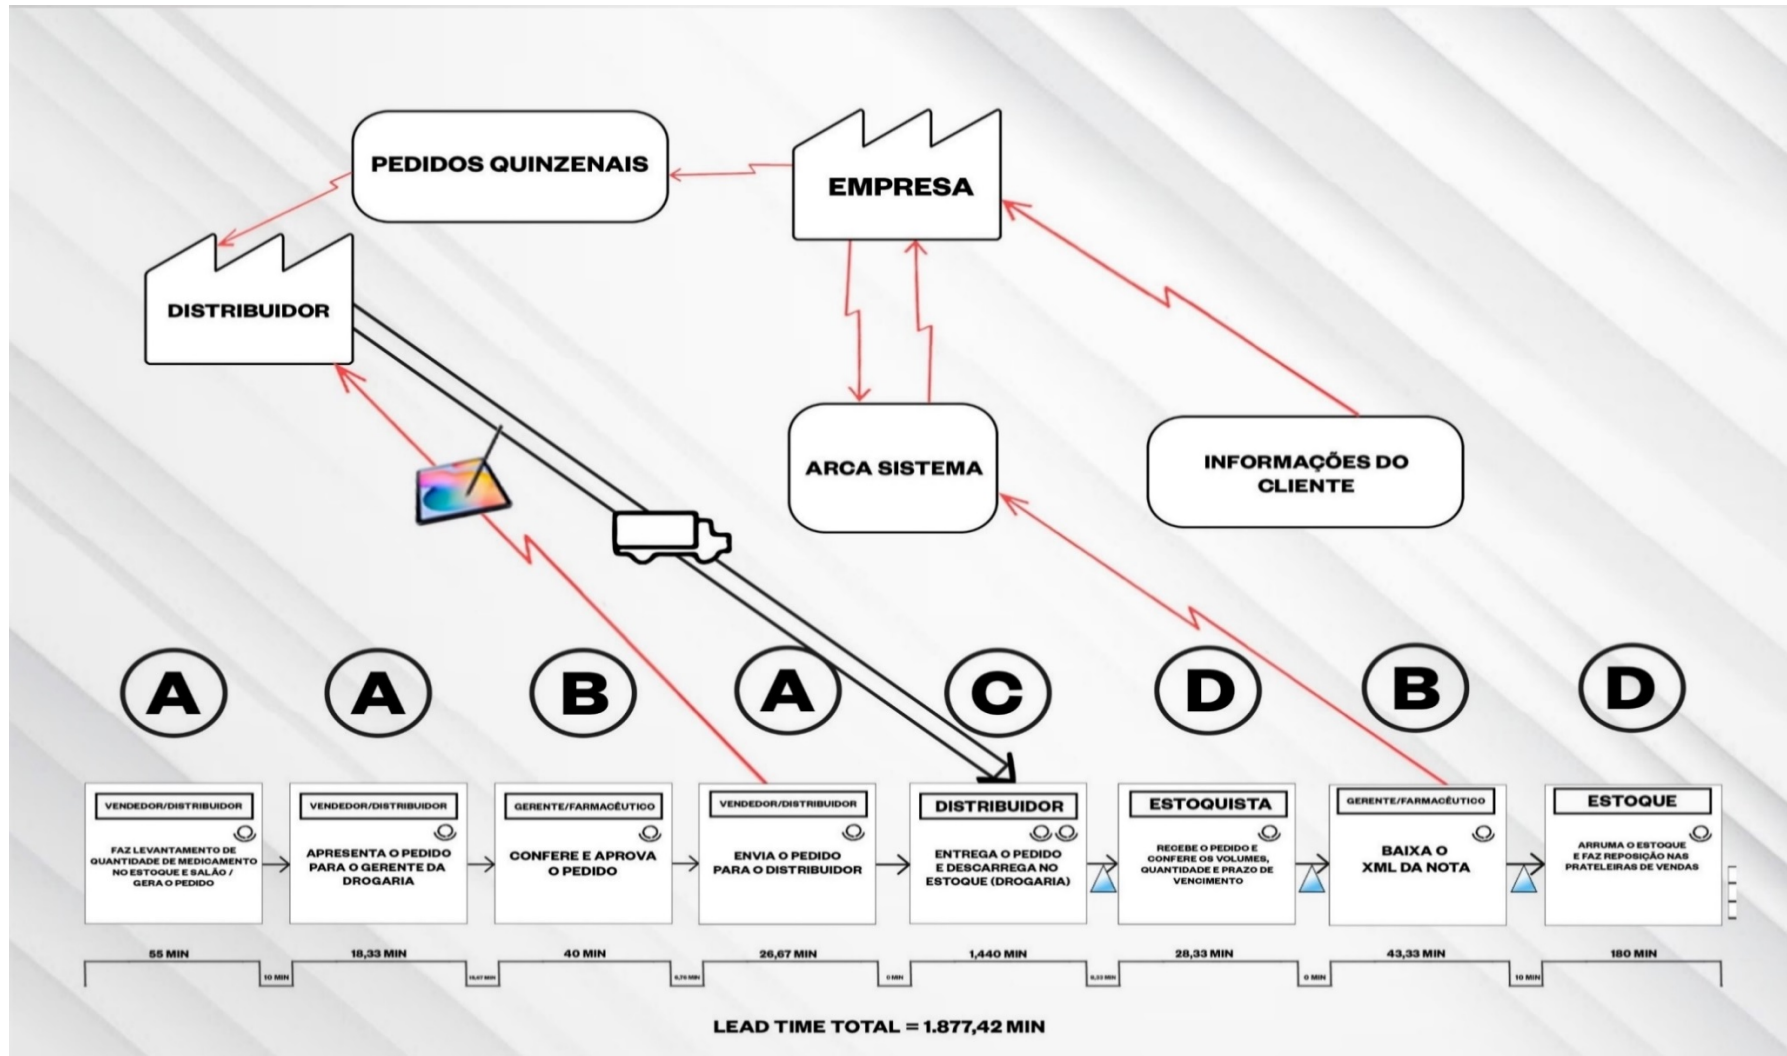 PEDIDOS QUINZENAIS
EMPRESA
DISTRIBUIDOR
ARCA SISTEMA
INFORMAÇÕES DO
CLIENTE
A
A
B
A
C
D
B
D
VENDEDOR/DISTRIBUIDOR
FAZ LEVANTAMENTO DE
QUANTIDADE DE MEDICAMENTO
NO ESTOQUE E SALÃO /
GERA O PEDIDO
VENDEDOR/DISTRIBUIDOR
APRESENTA O PEDIDO
PARA O GERENTE DA
DROGARIA
GERENTE/FARMACÊUTICO
CONFERE E APROVA
O PEDIDO
VENDEDOR/DISTRIBUIDOR
ENVIA O PEDIDO
PARA O DISTRIBUIDOR
DISTRIBUIDOR
ENTREGA O PEDIDO
E DESCARREGA NO
ESTOQUE (DROGARIA)
ESTOQUISTA
RECEBE O PEDIDO E
CONFERE OS VOLUMES,
QUANTIDADE E PRAZO DE
VENCIMENTO
GERENTE/FARMACÊUTICO
BAIXA O
XML DA NOTA
ESTOQUE
ARRUMA O ESTOQUE
E FAZ REPOSIÇÃO NAS
PRATELEIRAS DE VENDAS
55 MIN
10 MIN
18,33 MIN
MIN
40 MIN
MIN
26,67 MIN
0 MIN
1,440 MIN
MIN
28,33 MIN
0 MIN
43,33 MIN
10 MIN
180 MIN
LEAD TIME TOTAL = 1.877,42 MIN